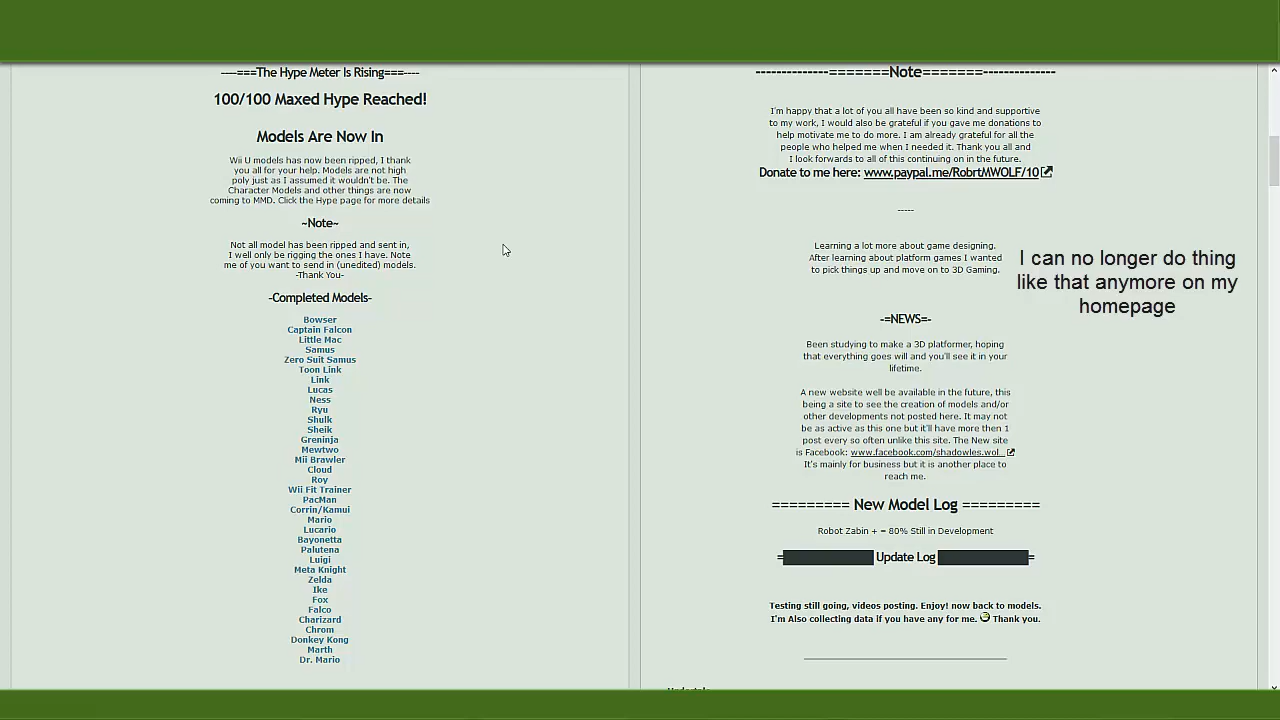 ----===The Hype Meter Is Rising===----
100/100 Maxed Hype Reached!
Models Are Now In
Wii U models has now been ripped, I thank
you all for your help. Models are not high
poly just as I assumed it wouldn't be. The
Character Models and other things are now
coming to MMD. Click the Hype page for more details
~Note~
Not all model has been ripped and sent in,
I well only be rigging the ones I have. Note
me of you want to send in (unedited) models.
-Thank You-
-Completed Models-
Bowser
Captain Falcon
Little Mac
Samus
Zero Suit Samus
Toon Link
Link
Lucas
Ness
Ryu
Shulk
Sheik
Greninja
Mewtwo
Mii Brawler
Cloud
Roy
Wii Fit Trainer
PacMan
Corrin/Kamui
Mario
Lucario
Bayonetta
Palutena
Luigi
Meta Knight
Zelda
Ike
Fox
Falco
Charizard
Chrom
Donkey Kong
Marth
Dr. Mario
--------------=======Note=======--------------
I'm happy that a lot of you all have been so kind and supportive
to my work, I would also be grateful if you gave me donations to
help motivate me to do more. I am already grateful for all the
people who helped me when I needed it. Thank you all and
I look forwards to all of this continuing on in the future.
Donate to me here: www.paypal.me/RobrtMWOLF/10
-----
Learning a lot more about game designing.
After learning about platform games I wanted
to pick things up and move on to 3D Gaming.
I can no longer do thing
like that anymore on my
homepage
-=NEWS=-
Been studying to make a 3D platformer, hoping
that everything goes will and you'll see it in your
lifetime.
A new website well be available in the future, this
being a site to see the creation of models and/or
other developments not posted here. It may not
be as active as this one but it'll have more then 1
post every so often unlike this site. The New site
is Facebook: www.facebook.com/shadowles.wol...
It's mainly for business but it is another place to
reach me.
========= New Model Log =========
Robot Zabin + = 80% Still in Development
= Update Log =
Testing still going, videos posting. Enjoy! now back to models.
I'm Also collecting data if you have any for me. Thank you.